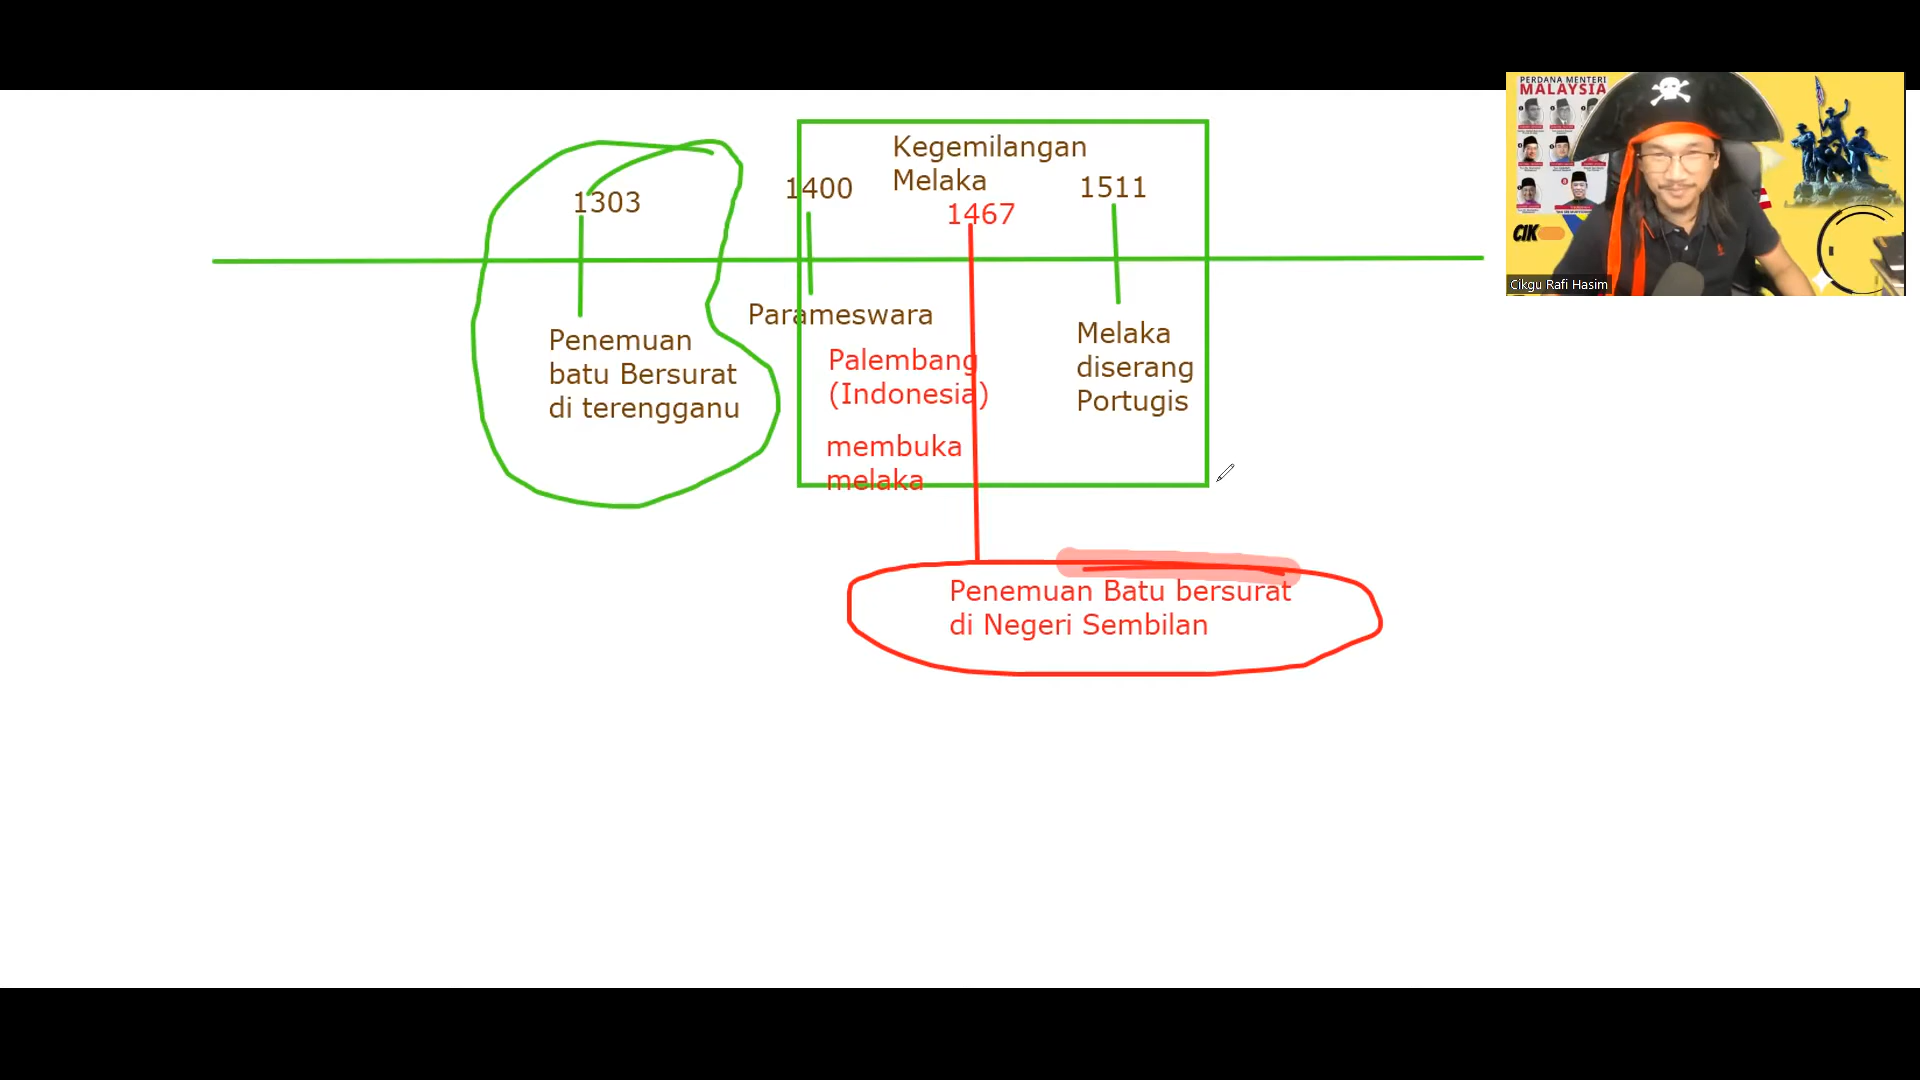 PERDANA MENTERI
MALAYSIA
CIK
Cikgu Rafi Hasim
Kegemilangan
Melaka
1303
1400
1467
1511
Penemuan
batu Bersurat
di terengganu
Parameswara
Palembang
(Indonesia)
membuka
melaka
Melaka
diserang
Portugis
Penemuan Batu bersurat
di Negeri Sembilan